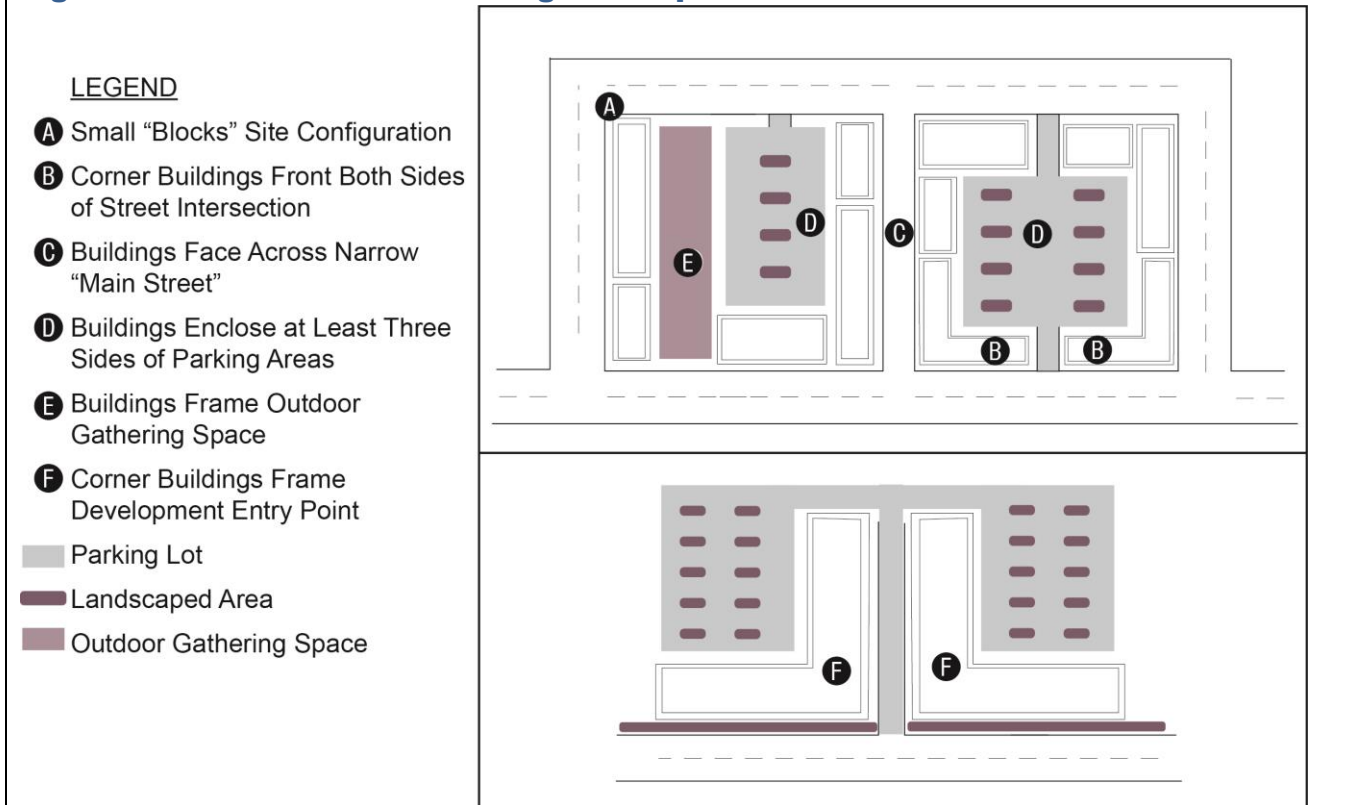 LEGEND
A Small “Blocks” Site Configuration
B Corner Buildings Front Both Sides
of Street Intersection
C Buildings Face Across Narrow
“Main Street”
D Buildings Enclose at Least Three
Sides of Parking Areas
E Buildings Frame Outdoor
Gathering Space
F Corner Buildings Frame
Development Entry Point
Parking Lot
Landscaped Area
Outdoor Gathering Space
A
D
C
D
E
B
B
F
F